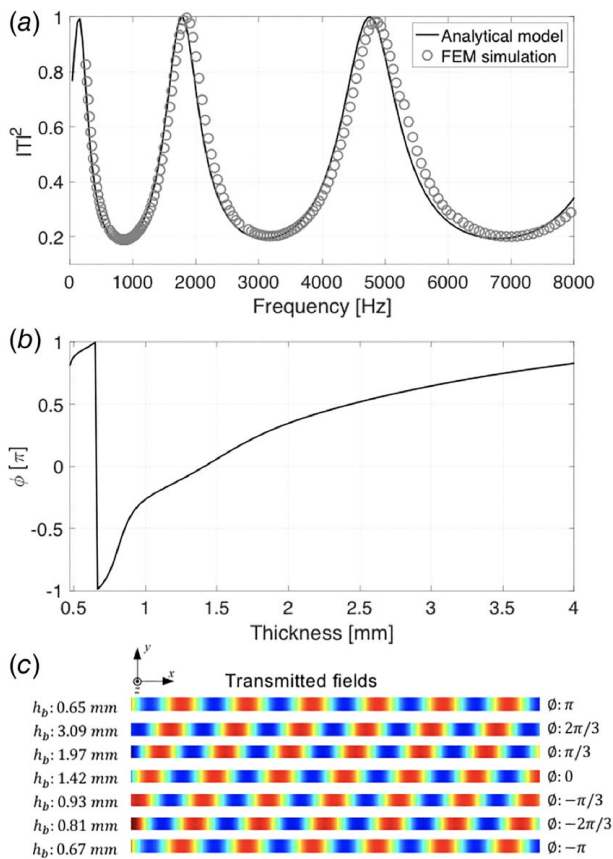 (a)
1
0.8
0.6
0.4
0.2
|T|²
Analytical model
FEM simulation
0 1000 2000 3000 4000 5000 6000 7000 8000
Frequency [Hz]
(b)
1
0.5
0
-0.5
-1
ϕ [π]
0.5 1 1.5 2 2.5 3 3.5 4
Thickness [mm]
(c)
y
x
Transmitted fields
h_b: 0.65 mm Ø: π
h_b: 3.09 mm Ø: 2π/3
h_b: 1.97 mm Ø: π/3
h_b: 1.42 mm Ø: 0
h_b: 0.93 mm Ø: −π/3
h_b: 0.81 mm Ø: −2π/3
h_b: 0.67 mm Ø: −π